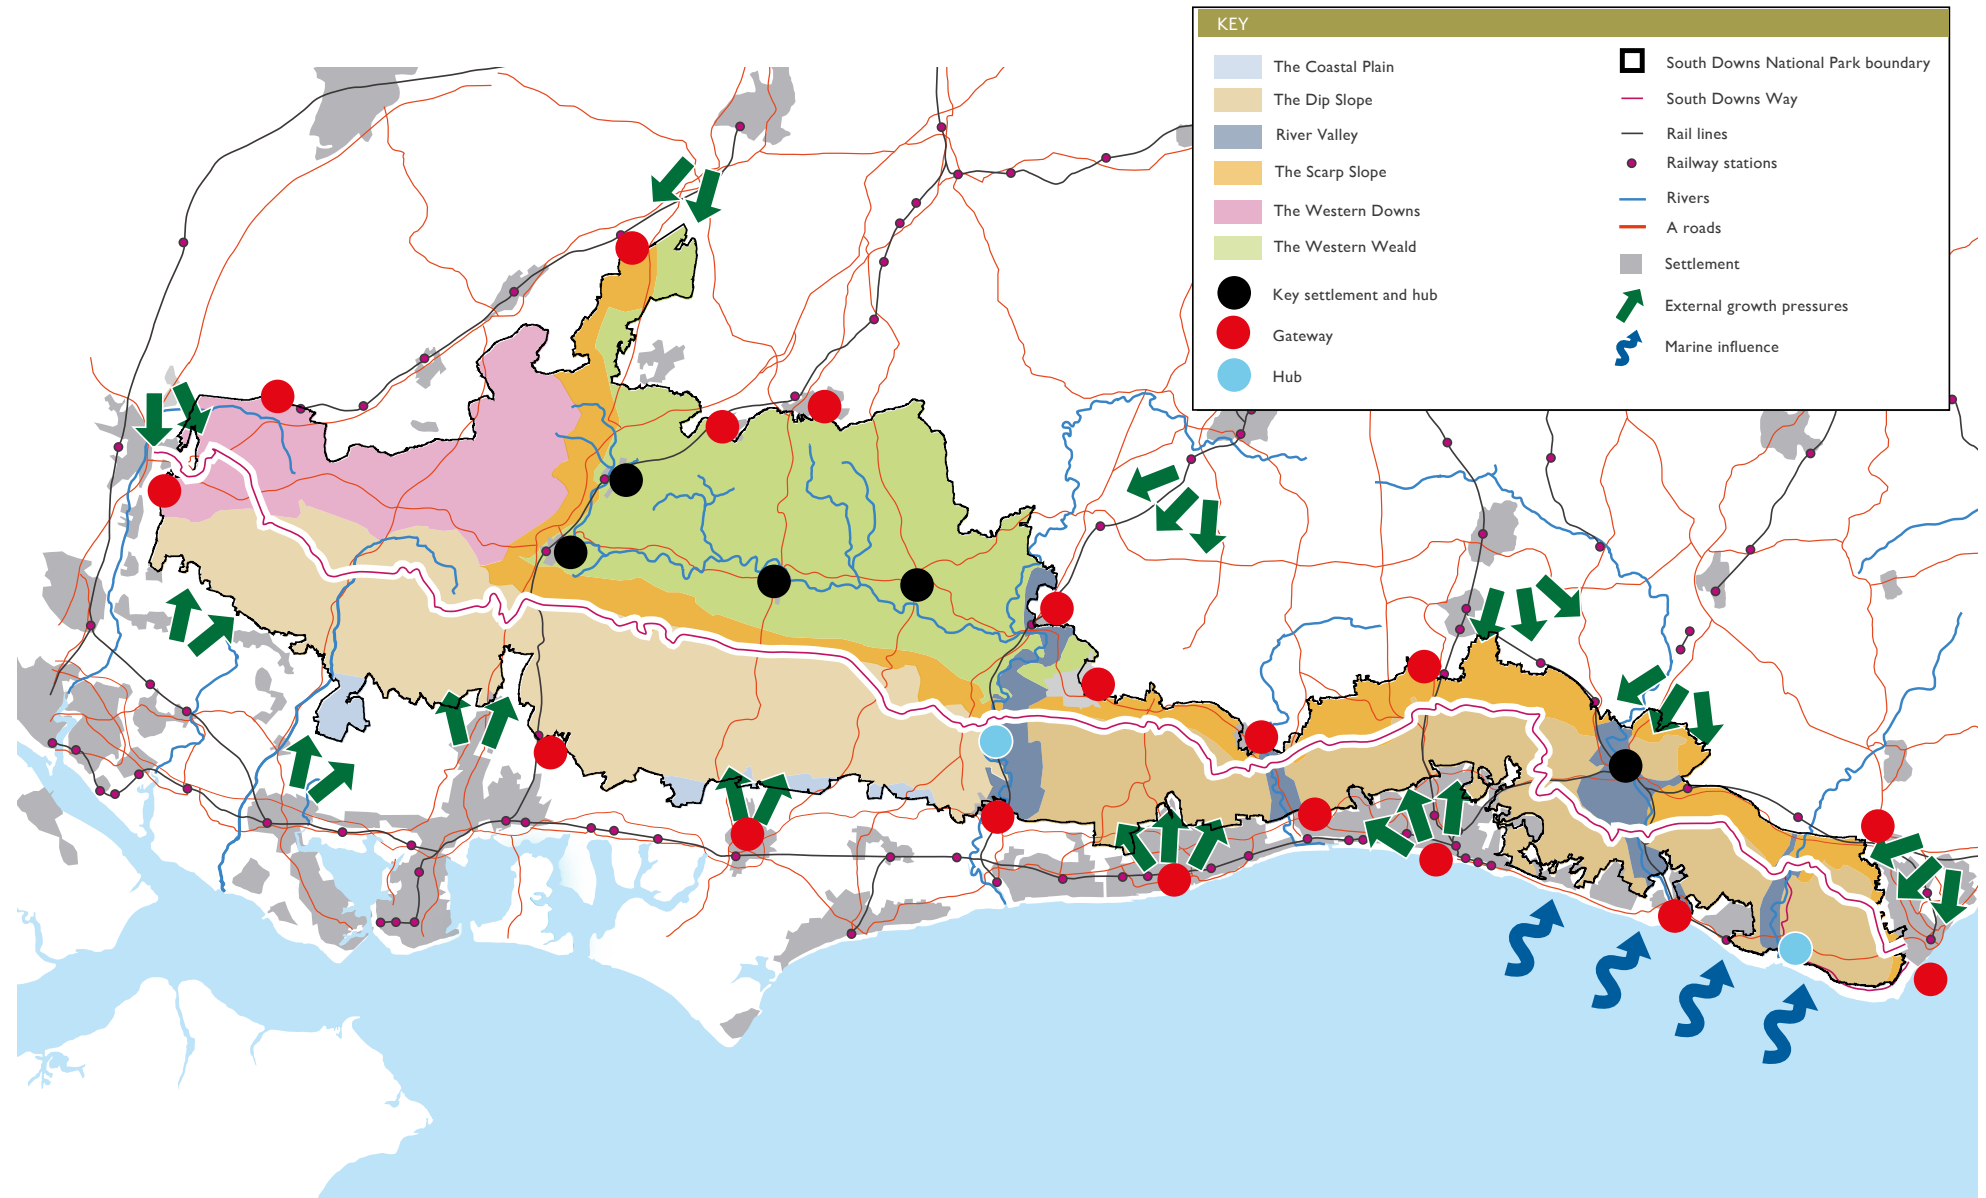 KEY
The Coastal Plain
The Dip Slope
River Valley
The Scarp Slope
The Western Downs
The Western Weald
Key settlement and hub
Gateway
Hub
South Downs National Park boundary
South Downs Way
Rail lines
Railway stations
Rivers
A roads
Settlement
External growth pressures
Marine influence